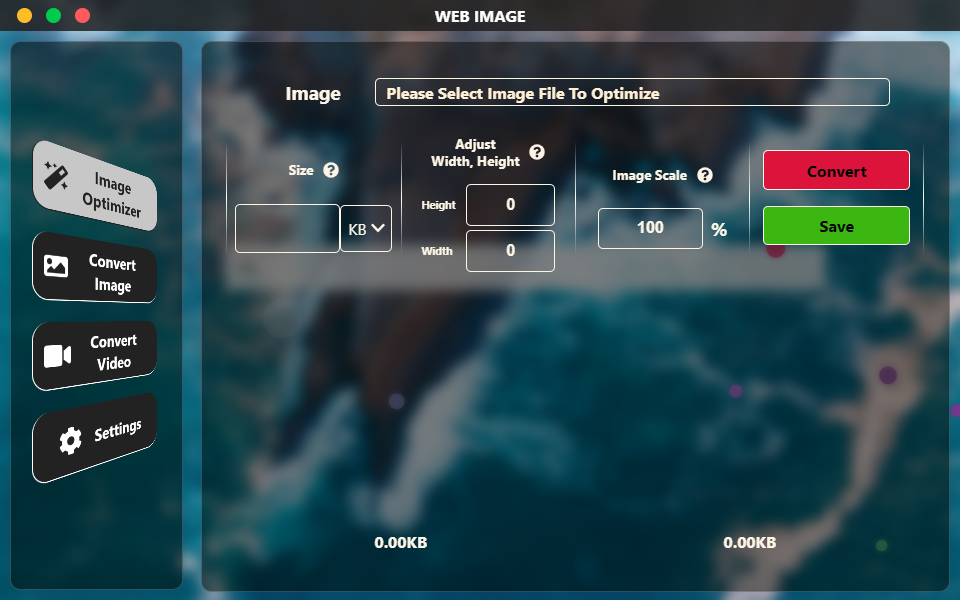 WEB IMAGE
Image
Optimizer
Convert
Image
Convert
Video
Settings
Image
Please Select Image File To Optimize
Size
KB
Adjust
Width, Height
Height
0
Width
0
Image Scale
100
%
Convert
Save
0.00KB
0.00KB